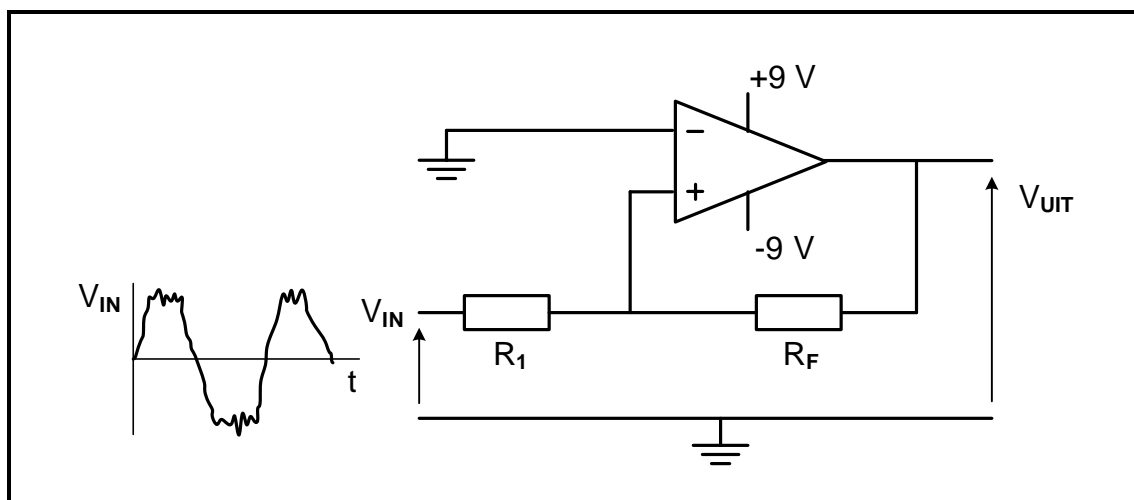 +9 V
−
+
V_UIT
-9 V
V_IN
V_IN
R_1
R_F
t